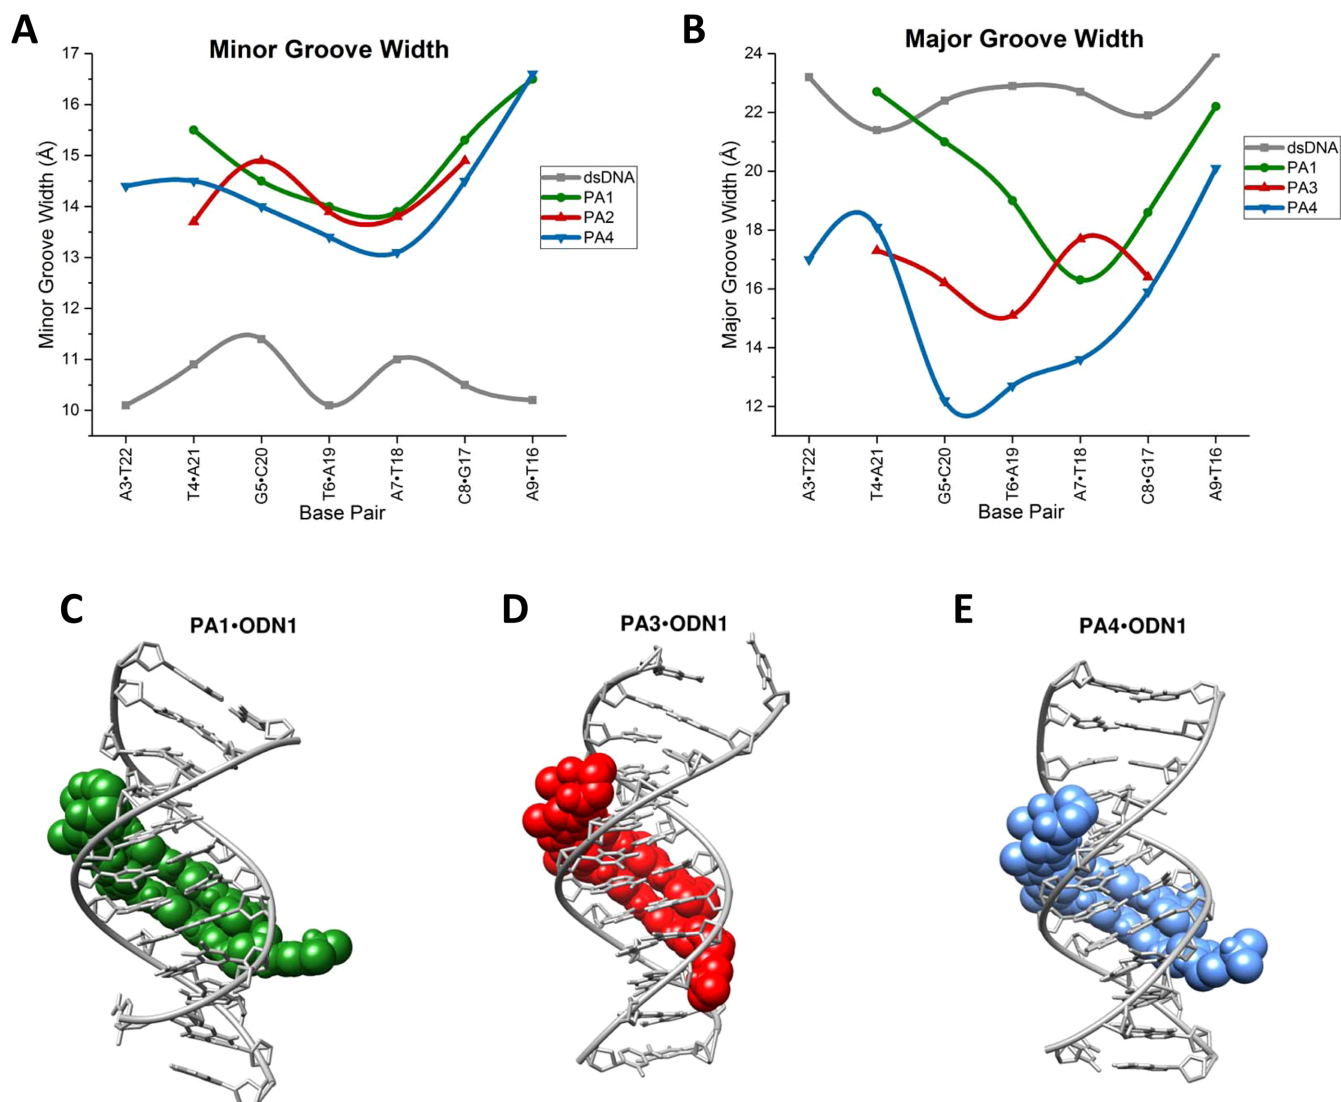 A
Minor Groove Width
17
16
15
14
13
12
11
10
Minor Groove Width (Å)
A3•T22
T4•A21
G5•C20
T6•A19
A7•T18
C8•G17
A9•T16
Base Pair
dsDNA
PA1
PA2
PA4
B
Major Groove Width
24
22
20
18
16
14
12
Major Groove Width (Å)
A3•T22
T4•A21
G5•C20
T6•A19
A7•T18
C8•G17
A9•T16
Base Pair
dsDNA
PA1
PA3
PA4
C
PA1•ODN1
D
PA3•ODN1
E
PA4•ODN1